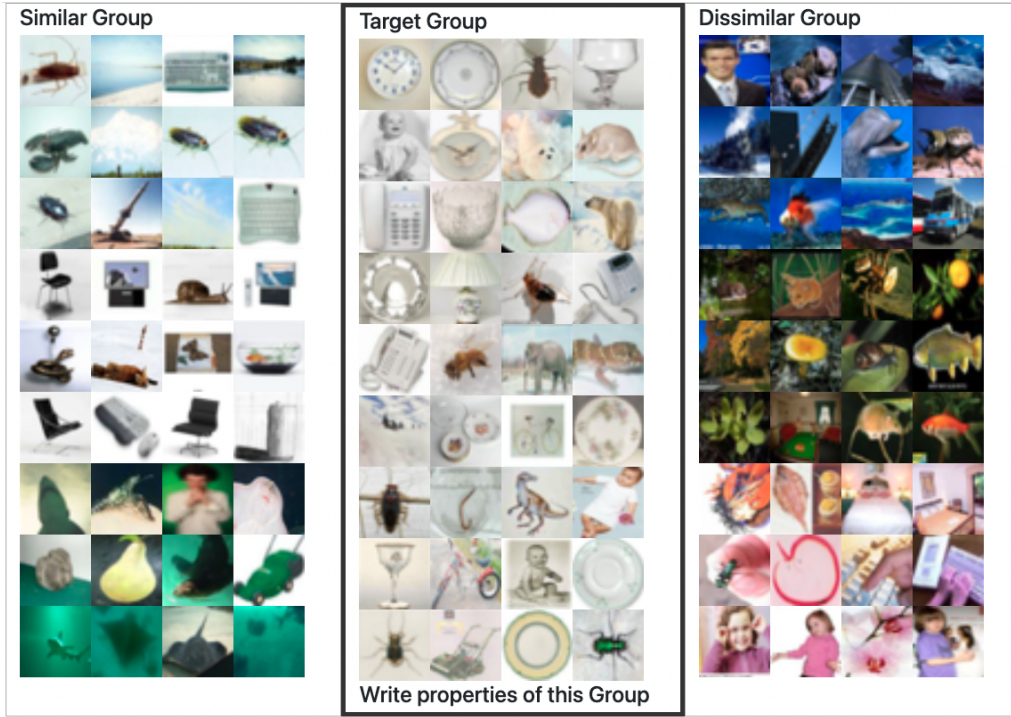 Similar Group
Target Group
Dissimilar Group
Write properties of this Group